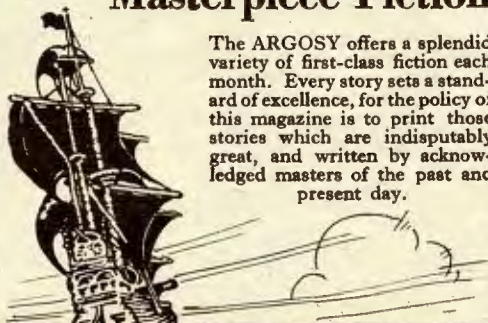 Masterpiece Fiction
The ARGOSY offers a splendid
variety of first-class fiction each
month. Every story sets a stand-
ard of excellence, for the policy of
this magazine is to print those
stories which are indisputably
great, and written by acknow-
ledged masters of the past and
present day.